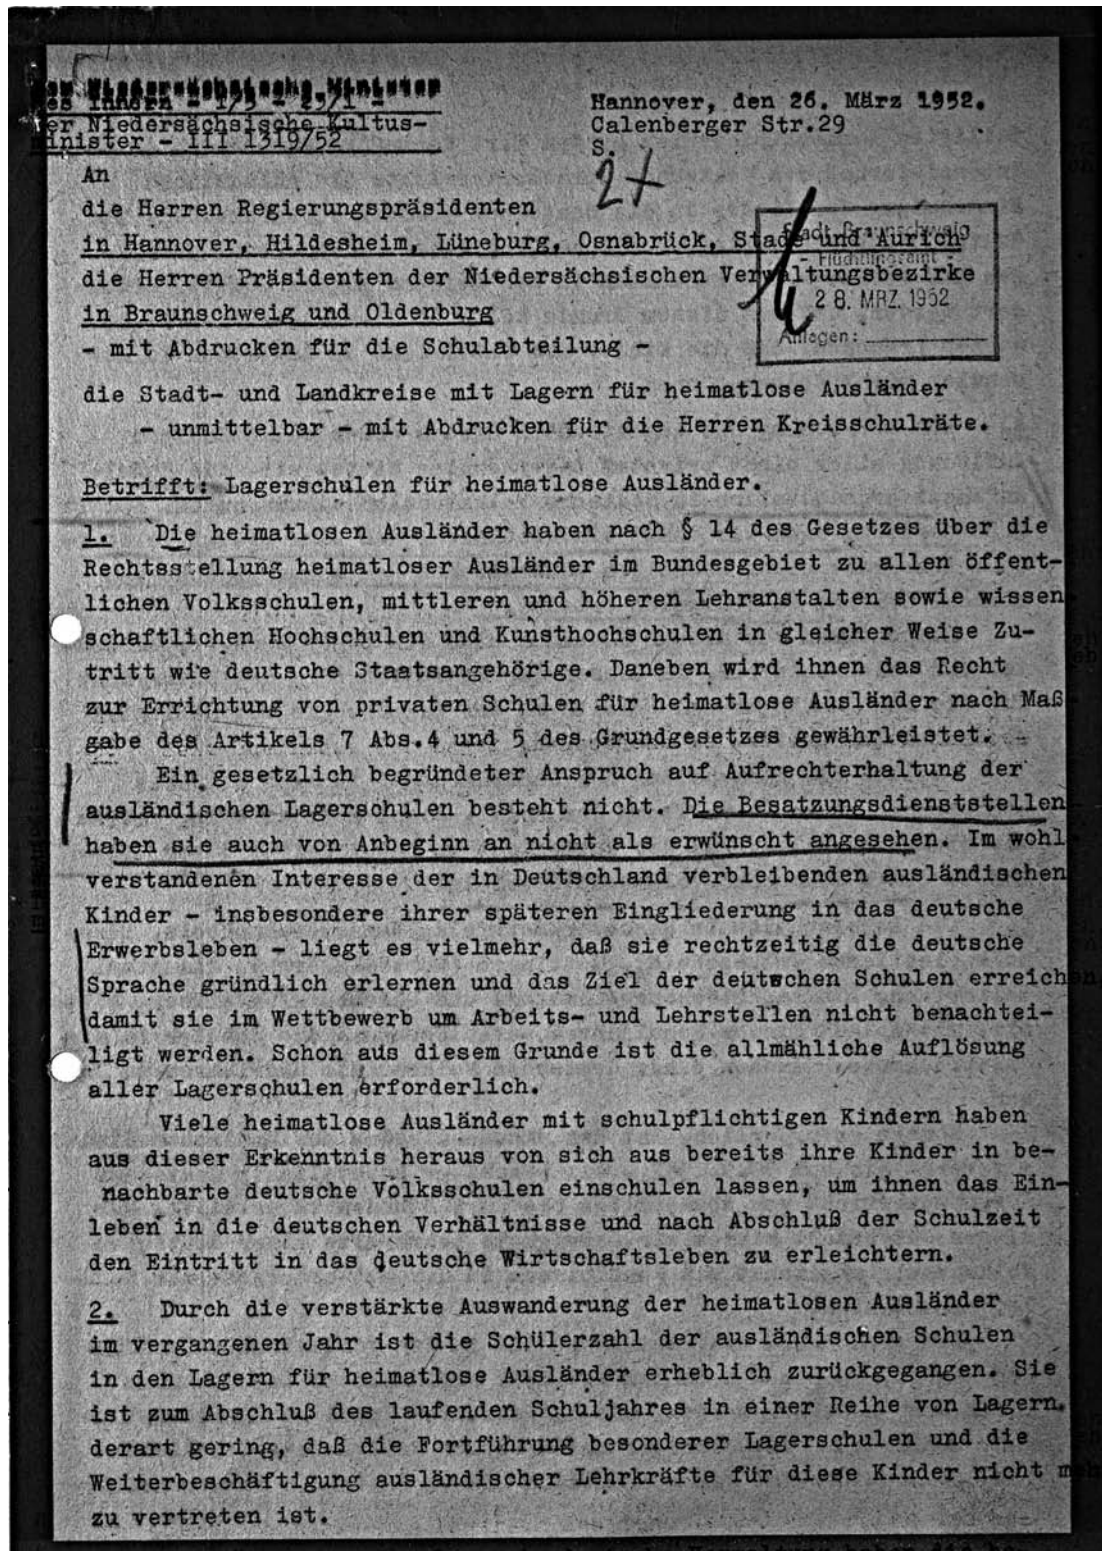 Der Niedersächsische Minister
des Innern - I/5 - 2571 -
Der Niedersächsische Kultus-
minister - III 1319/52
Hannover, den 26. März 1952.
Calenberger Str.29
S.
2+
An
die Herren Regierungspräsidenten
in Hannover, Hildesheim, Lüneburg, Osnabrück, Stade und Aurich
die Herren Präsidenten der Niedersächsischen Verwaltungsbezirke
in Braunschweig und Oldenburg
- mit Abdrucken für die Schulabteilung -
Stadt Braunschweig
- Flüchtlingsamt -
28. MRZ. 1952
Anlagen:
die Stadt- und Landkreise mit Lagern für heimatlose Ausländer
- unmittelbar - mit Abdrucken für die Herren Kreisschulräte.
Betrifft: Lagerschulen für heimatlose Ausländer.
1. Die heimatlosen Ausländer haben nach § 14 des Gesetzes über die
Rechtsstellung heimatloser Ausländer im Bundesgebiet zu allen öffent-
lichen Volksschulen, mittleren und höheren Lehranstalten sowie wissen-
schaftlichen Hochschulen und Kunsthochschulen in gleicher Weise Zu-
tritt wie deutsche Staatsangehörige. Daneben wird ihnen das Recht
zur Errichtung von privaten Schulen für heimatlose Ausländer nach Maß-
gabe des Artikels 7 Abs.4 und 5 des Grundgesetzes gewährleistet.
Ein gesetzlich begründeter Anspruch auf Aufrechterhaltung der
ausländischen Lagerschulen besteht nicht. Die Besatzungsdienststellen
haben sie auch von Anbeginn an nicht als erwünscht angesehen. Im wohl-
verstandenen Interesse der in Deutschland verbleibenden ausländischen
Kinder - insbesondere ihrer späteren Eingliederung in das deutsche
Erwerbsleben - liegt es vielmehr, daß sie rechtzeitig die deutsche
Sprache gründlich erlernen und das Ziel der deutwchen Schulen erreichen
damit sie im Wettbewerb um Arbeits- und Lehrstellen nicht benachtei-
ligt werden. Schon aus diesem Grunde ist die allmähliche Auflösung
aller Lagerschulen erforderlich.
Viele heimatlose Ausländer mit schulpflichtigen Kindern haben
aus dieser Erkenntnis heraus von sich aus bereits ihre Kinder in be-
nachbarte deutsche Volksschulen einschulen lassen, um ihnen das Ein-
leben in die deutschen Verhältnisse und nach Abschluß der Schulzeit
den Eintritt in das deutsche Wirtschaftsleben zu erleichtern.
2. Durch die verstärkte Auswanderung der heimatlosen Ausländer
im vergangenen Jahr ist die Schülerzahl der ausländischen Schulen
in den Lagern für heimatlose Ausländer erheblich zurückgegangen. Sie
ist zum Abschluß des laufenden Schuljahres in einer Reihe von Lagern
derart gering, daß die Fortführung besonderer Lagerschulen und die
Weiterbeschäftigung ausländischer Lehrkräfte für diese Kinder nicht meh
zu vertreten ist.